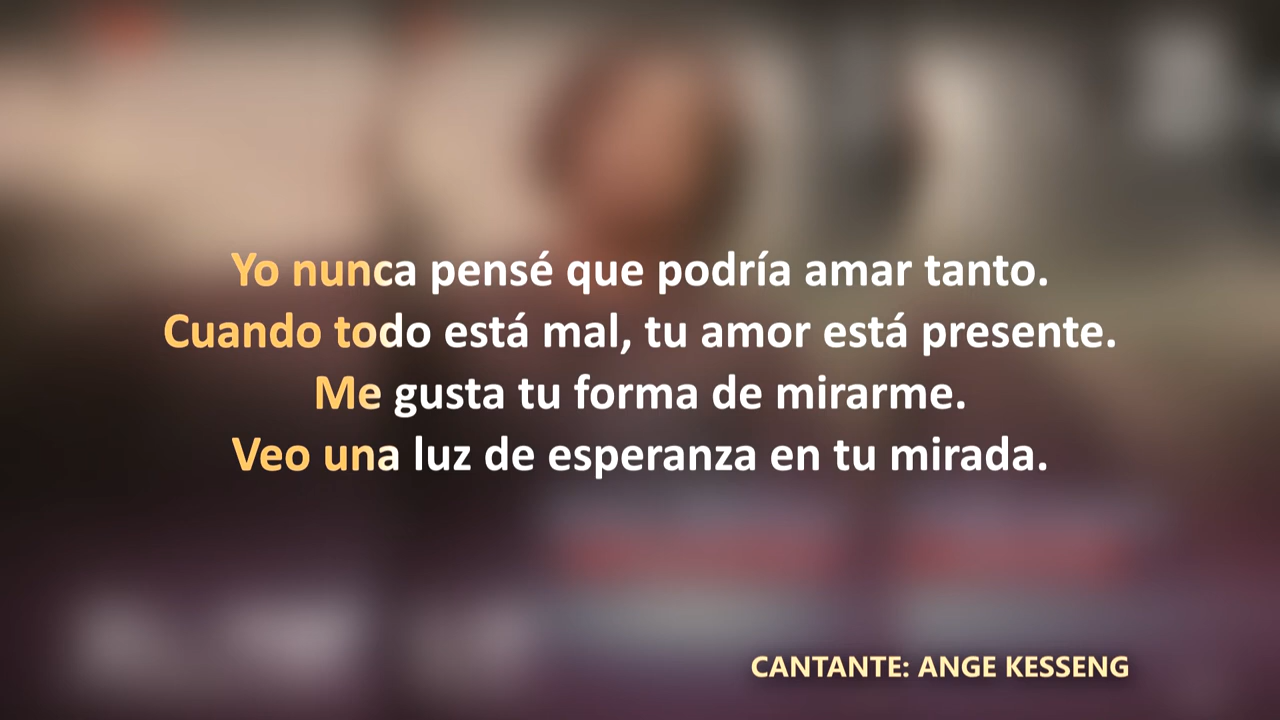 Yo nunca pensé que podría amar tanto.
Cuando todo está mal, tu amor está presente.
Me gusta tu forma de mirarme.
Veo una luz de esperanza en tu mirada.
CANTANTE: ANGE KESSENG